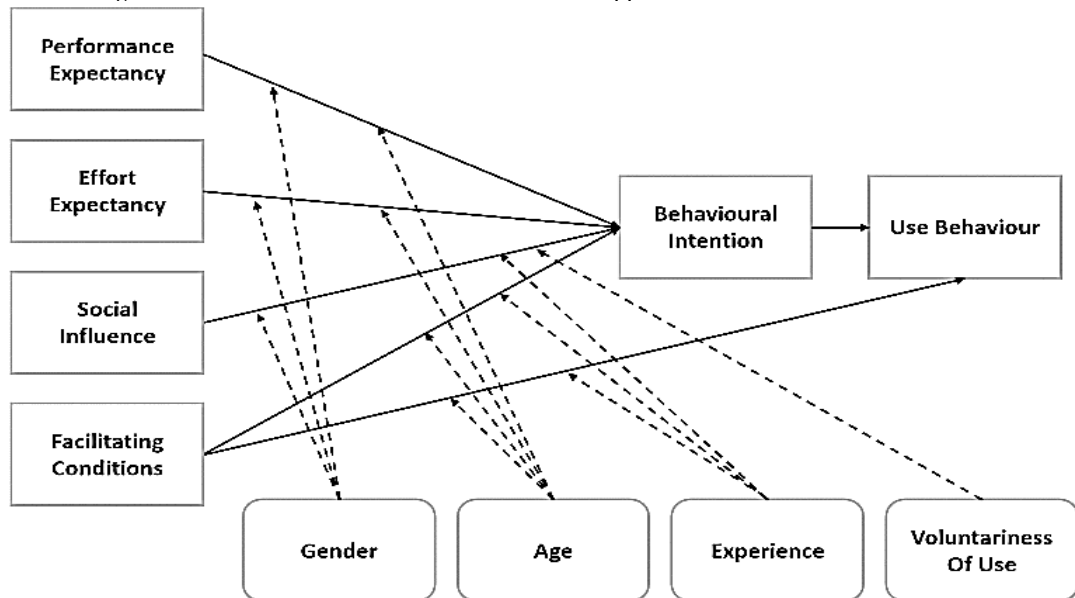 Performance
Expectancy
Effort
Expectancy
Behavioural
Intention
Use Behaviour
Social
Influence
Facilitating
Conditions
Gender
Age
Experience
Voluntariness
Of Use